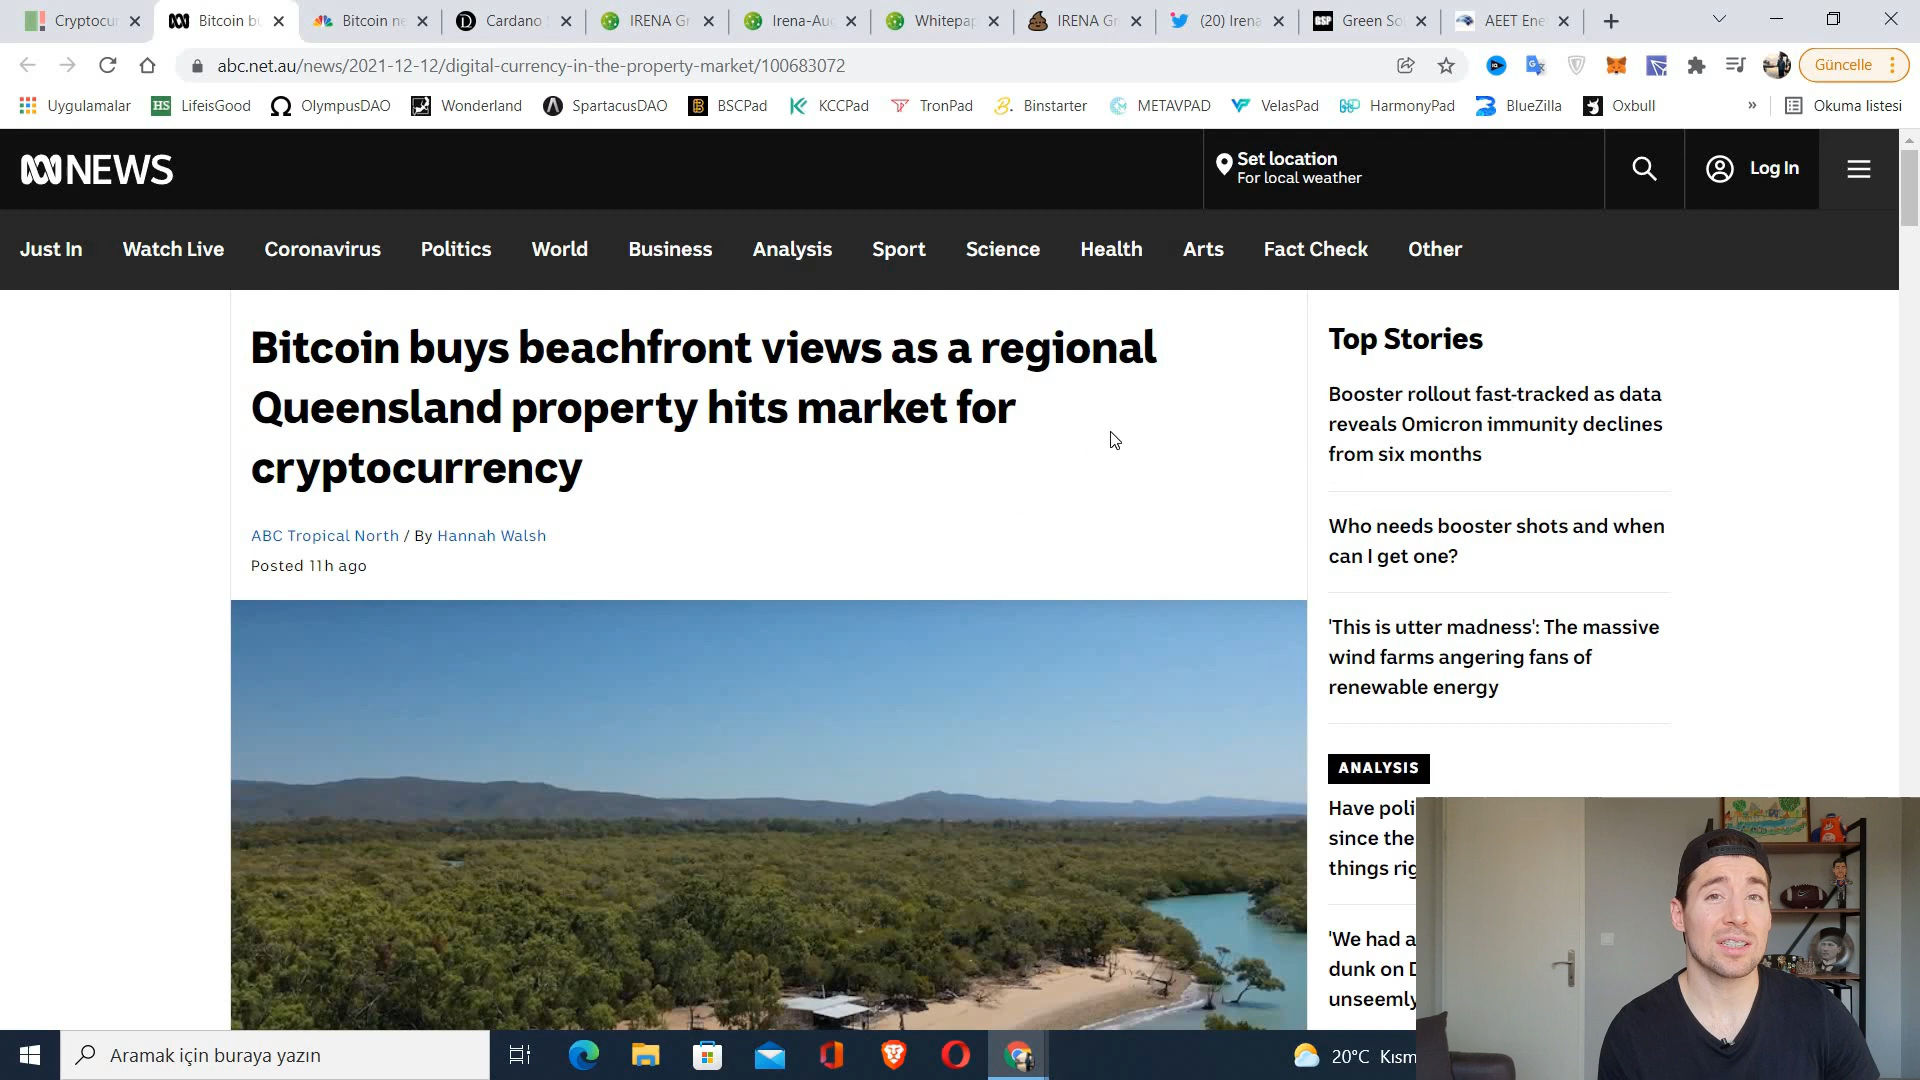 Cryptocur
Bitcoin b
Bitcoin ne
Cardano
IRENA Gr
Irena-Au
Whitepap
IRENA Gr
(20) Irena
Green So
AEET Ene
abc.net.au/news/2021-12-12/digital-currency-in-the-property-market/100683072
Güncelle
Uygulamalar
LifeisGood
OlympusDAO
Wonderland
SpartacusDAO
BSCPad
KCCPad
TronPad
Binstarter
METAVPAD
VelasPad
HarmonyPad
BlueZilla
Oxbull
»
Okuma listesi
NEWS
Set location
For local weather
Log In
Just In
Watch Live
Coronavirus
Politics
World
Business
Analysis
Sport
Science
Health
Arts
Fact Check
Other
Bitcoin buys beachfront views as a regional
Queensland property hits market for
cryptocurrency
ABC Tropical North / By Hannah Walsh
Posted 11h ago
Top Stories
Booster rollout fast-tracked as data
reveals Omicron immunity declines
from six months
Who needs booster shots and when
can I get one?
'This is utter madness': The massive
wind farms angering fans of
renewable energy
ANALYSIS
Have poli
since the
things rig
'We had a
dunk on D
unseemly
Aramak için buraya yazın
20°C Kısm